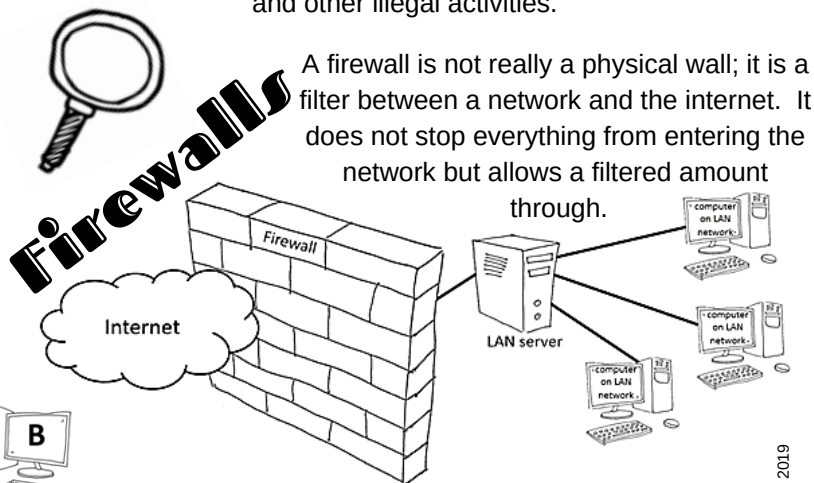 and other illegal activities.
Firewalls
A firewall is not really a physical wall; it is a
filter between a network and the internet. It
does not stop everything from entering the
network but allows a filtered amount
through.
Firewall
Internet
LAN server
computer
on LAN
network
computer
on LAN
network
computer
on LAN
network
B
2019